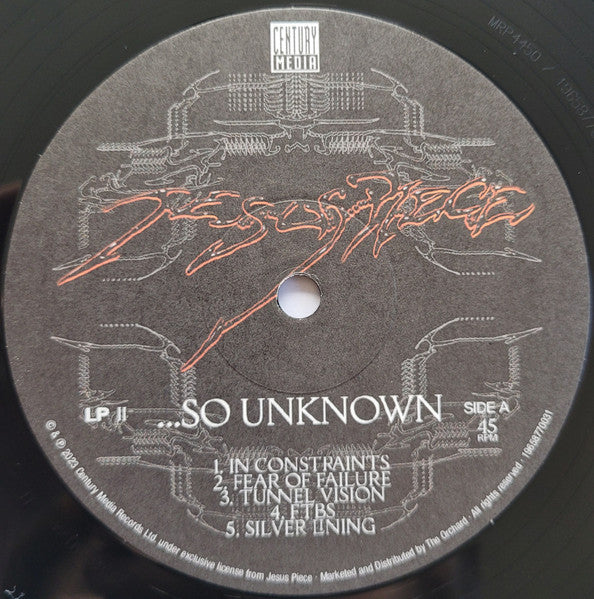 CENTURY
MEDIA
JESUS PIECE
LP II
...SO UNKNOWN
SIDE A
45
RPM
1. IN CONSTRAINTS
2. FEAR OF FAILURE
3. TUNNEL VISION
4. FTBS
5. SILVER LINING
© & ℗ 2023 Century Media Records Ltd. under exclusive license from Jesus Piece · Marketed and Distributed by The Orchard · All rights reserved · 19658770031
MRP4450 /